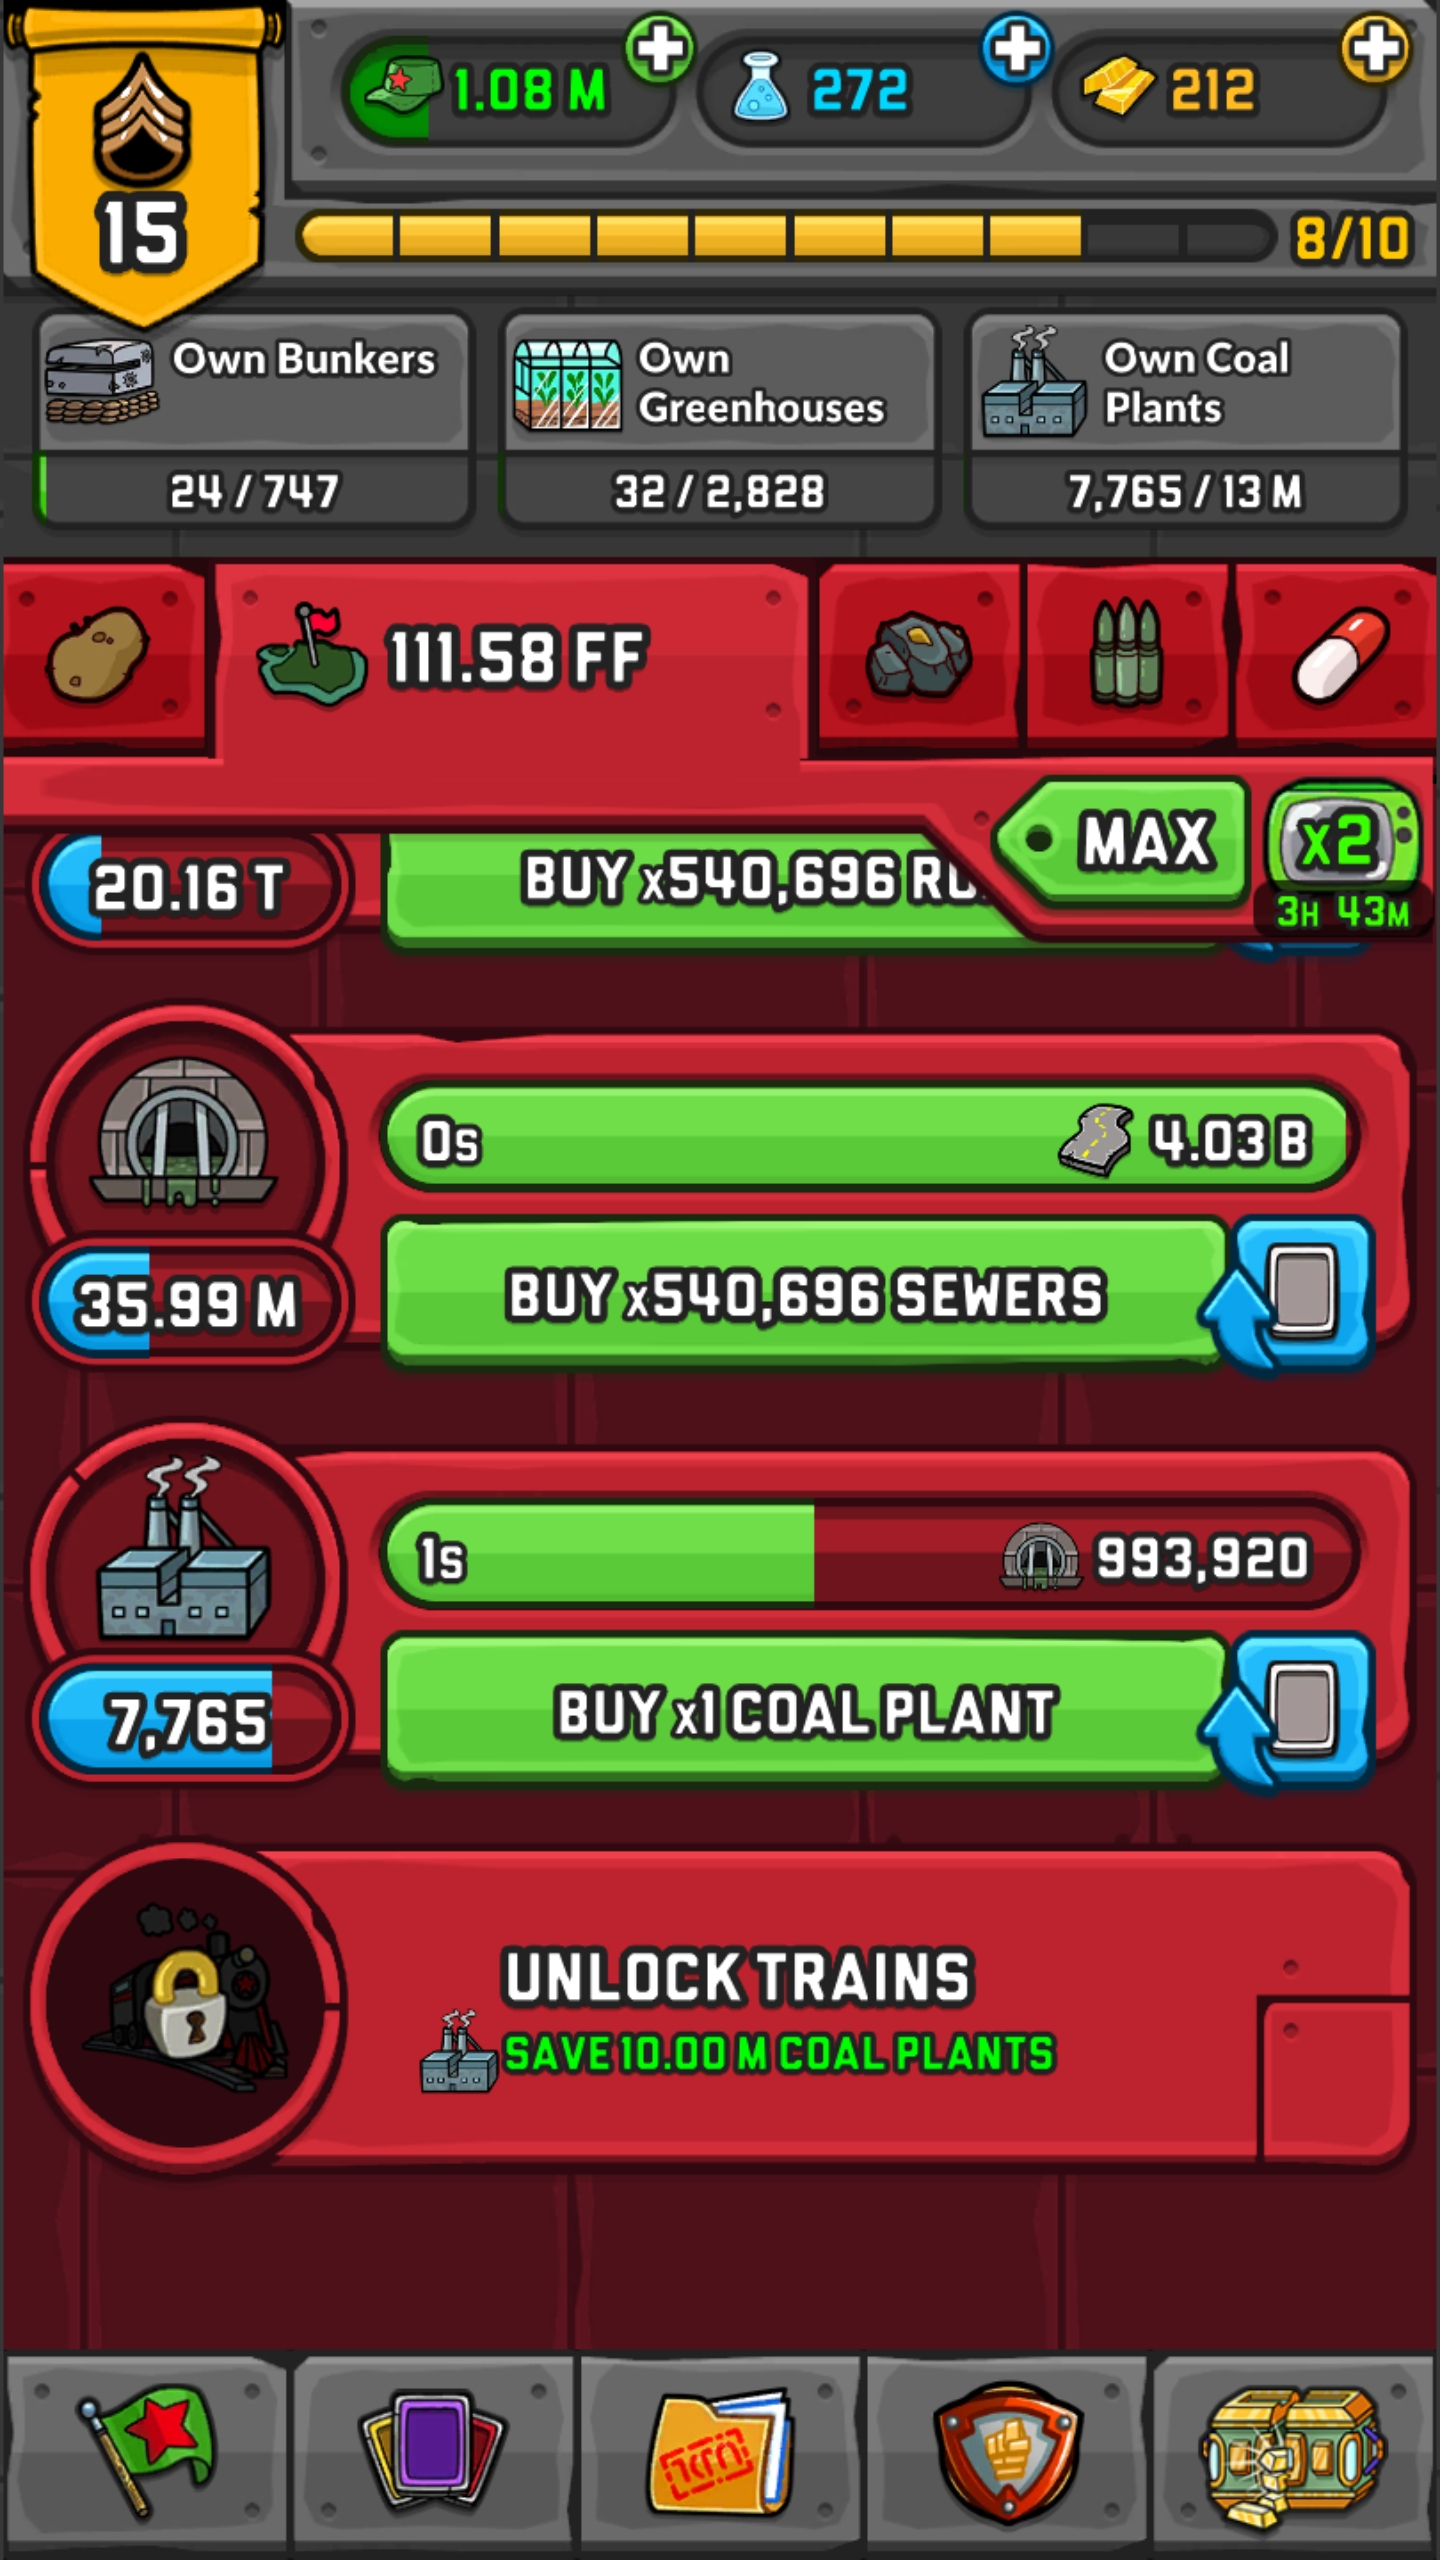 1.08 M
272
212
15
8/10
Own Bunkers
24 / 747
Own
Greenhouses
32 / 2,828
Own Coal
Plants
7,765 / 13 M
111.58 FF
MAX
x2
3H 43M
20.16 T
BUY x540,696
0s
4.03 B
35.99 M
BUY x540,696 SEWERS
1s
993,920
7,765
BUY x1 COAL PLANT
UNLOCK TRAINS
SAVE 10.00 M COAL PLANTS